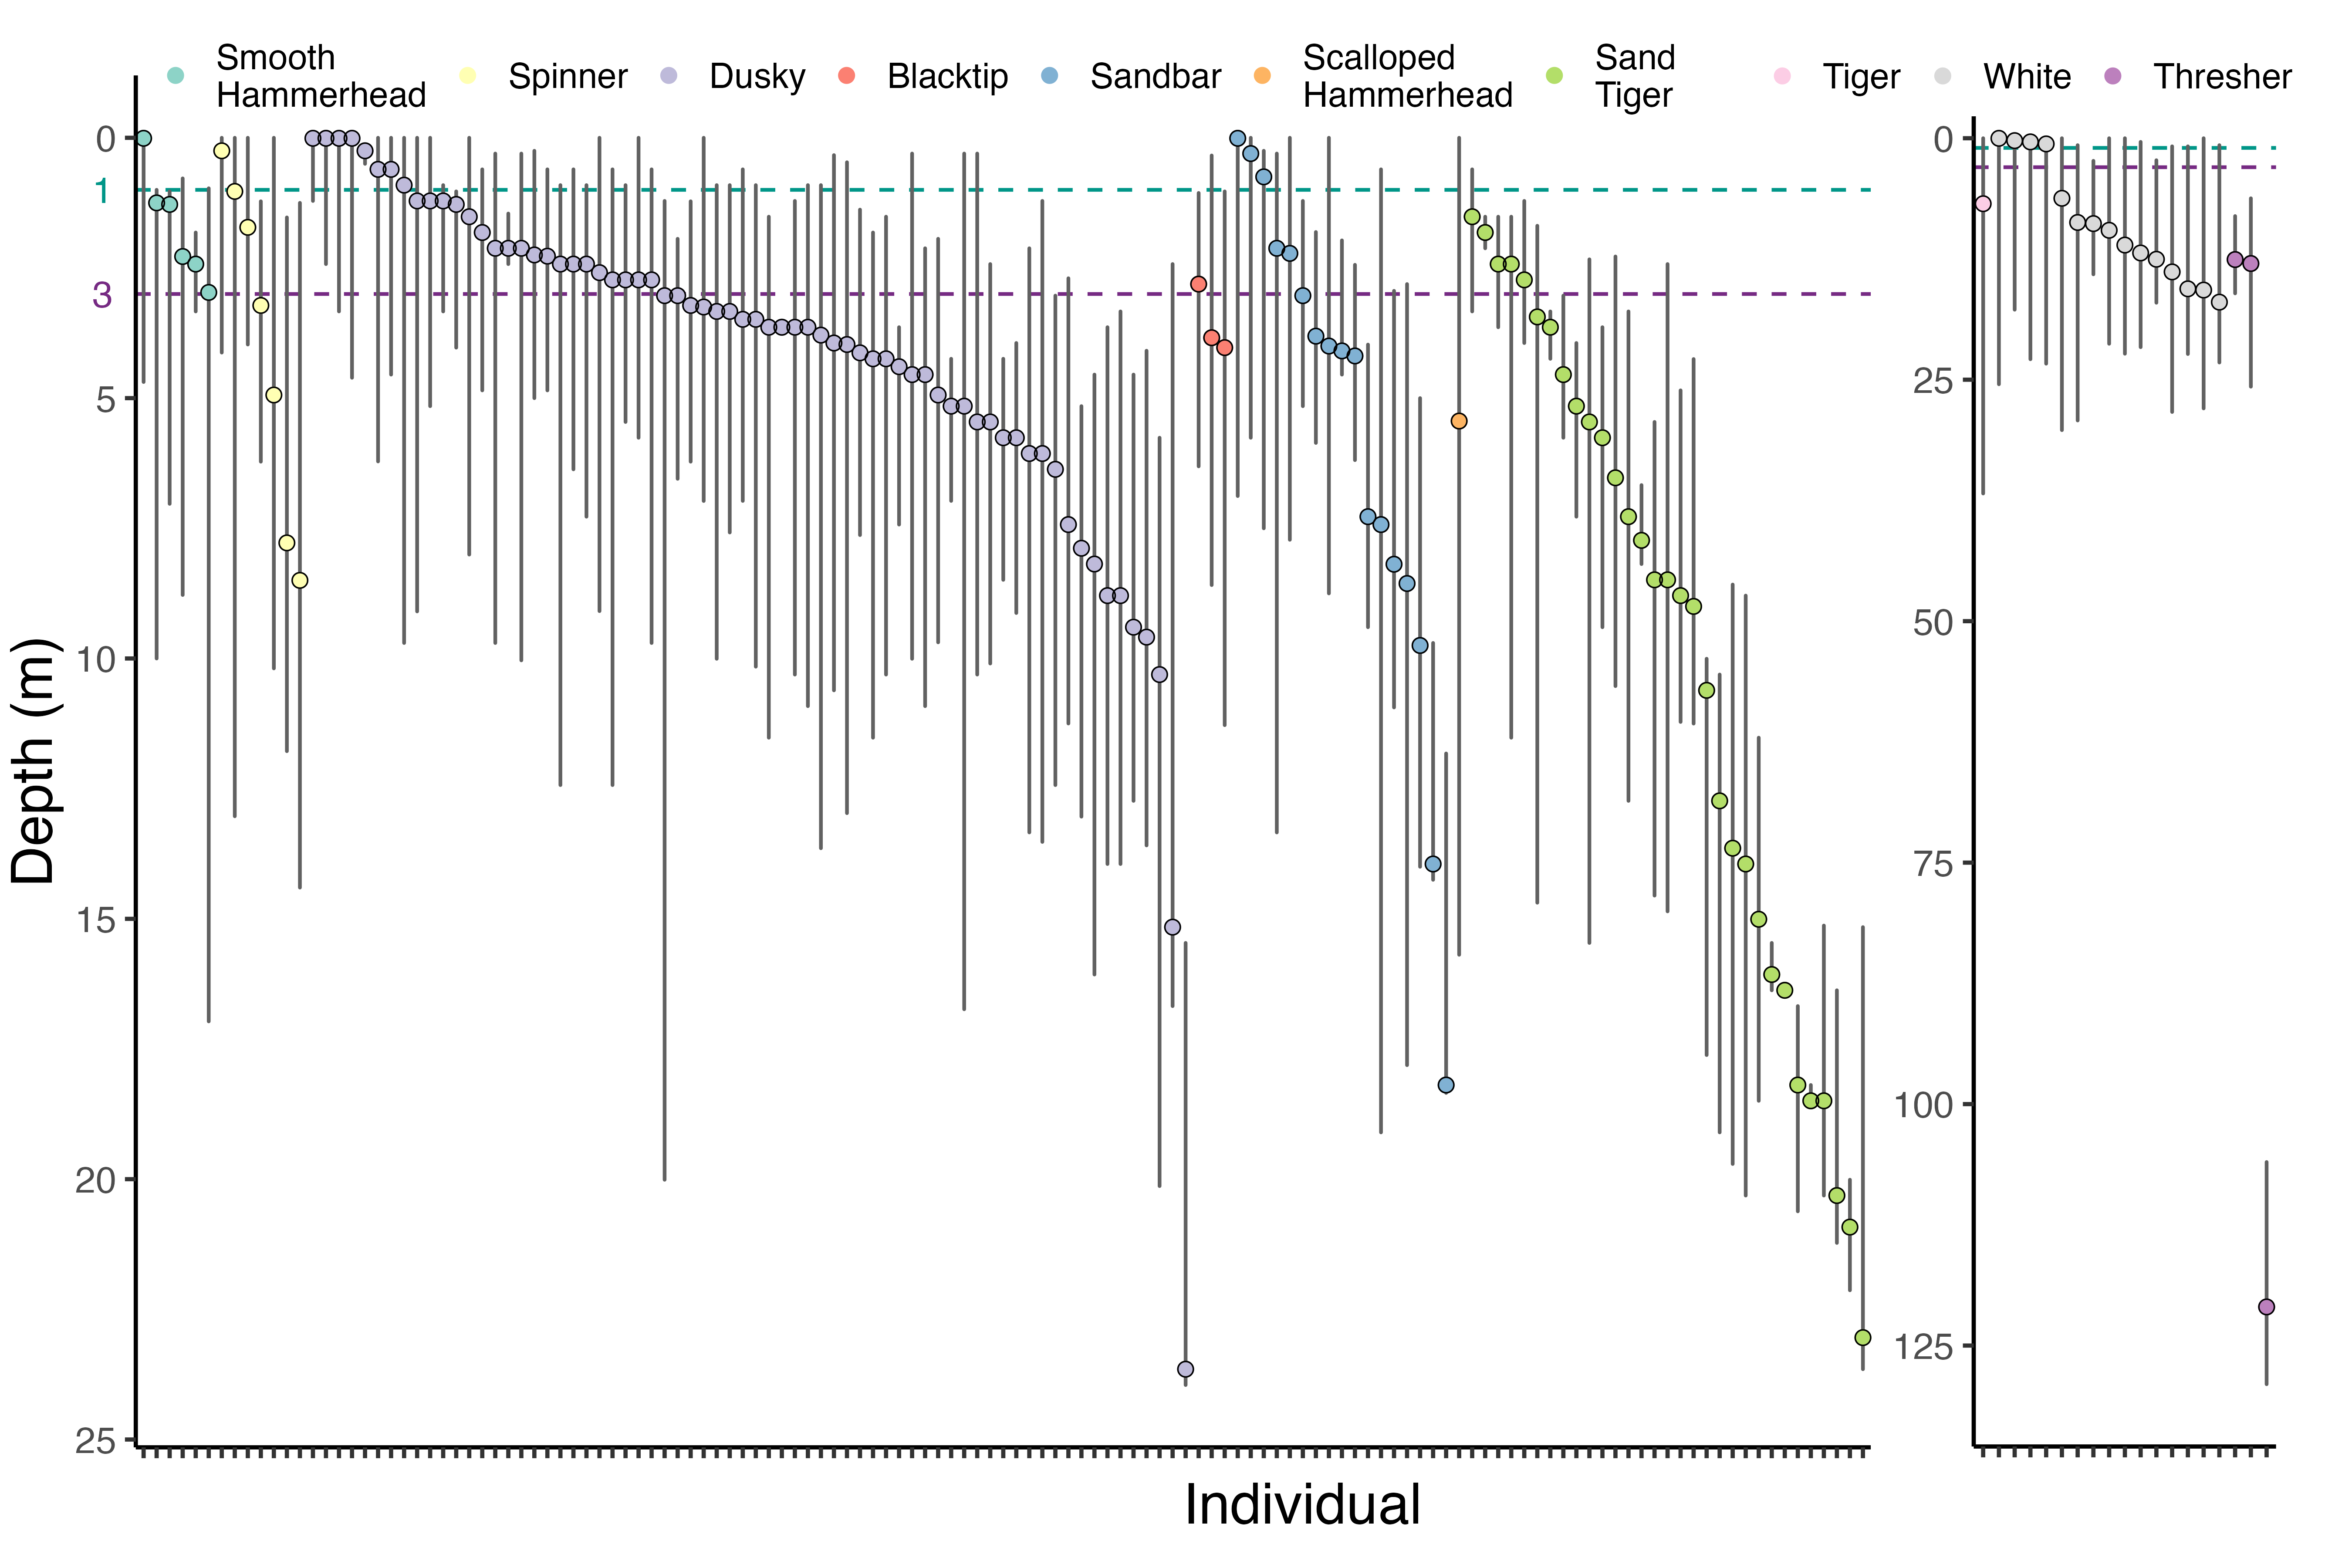 Smooth
Hammerhead
Spinner
Dusky
Blacktip
Sandbar
Scalloped
Hammerhead
Sand
Tiger
Tiger
White
Thresher
0
1
3
5
10
15
20
25
0
25
50
75
100
125
Depth (m)
Individual